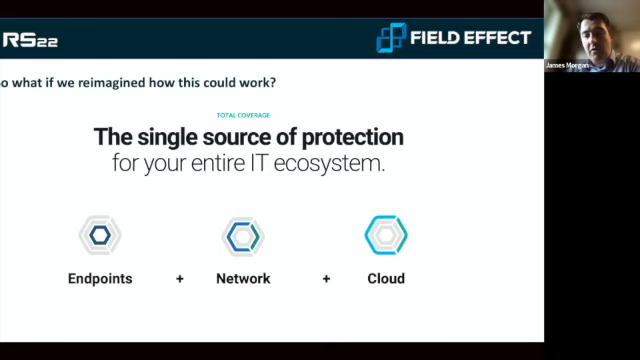 RS22
FIELD EFFECT
o what if we reimagined how this could work?
TOTAL COVERAGE
The single source of protection
for your entire IT ecosystem.
Endpoints + Network + Cloud
James Morgan